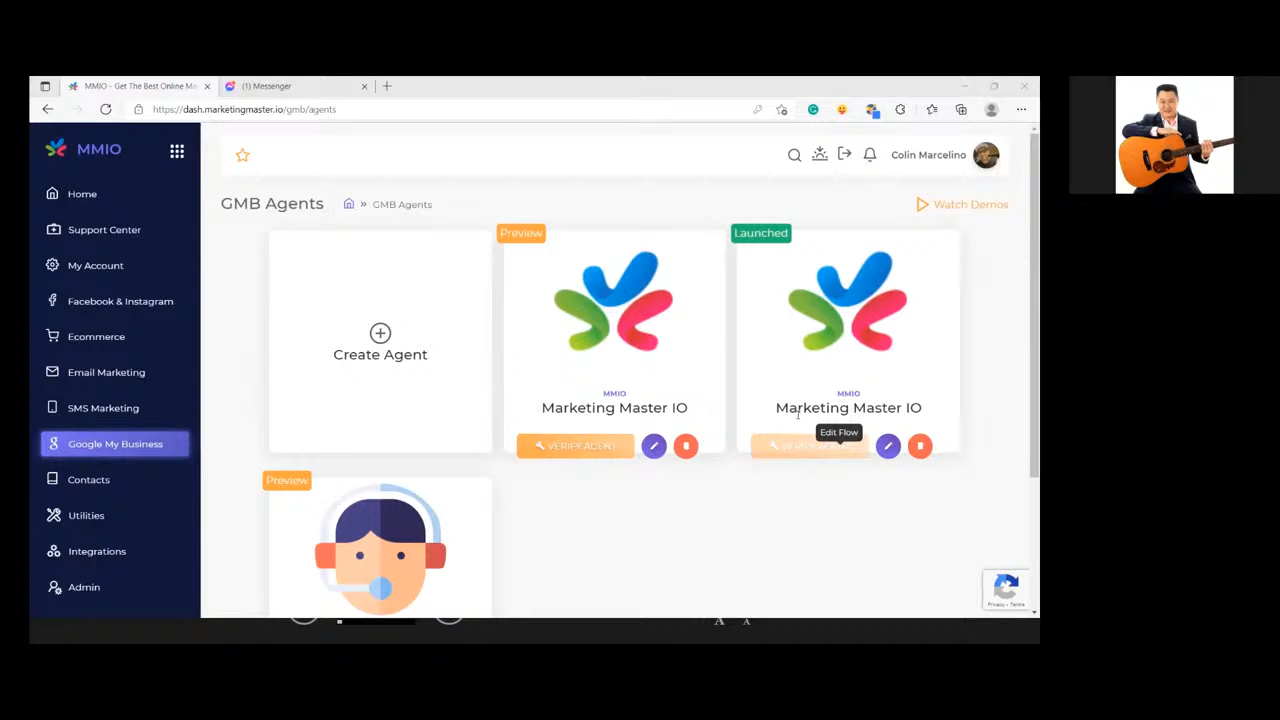 MMIO - Get The Best Online Ma
(1) Messenger
https://dash.marketingmaster.io/gmb/agents
MMIO
Colin Marcelino
Home
Support Center
My Account
Facebook & Instagram
Ecommerce
Email Marketing
SMS Marketing
Google My Business
Contacts
Utilities
Integrations
Admin
GMB Agents
» GMB Agents
Watch Demos
Create Agent
Preview
MMIO
Marketing Master IO
VERIFY AGENT
Launched
MMIO
Marketing Master IO
Edit Flow
Preview
Privacy - Terms
A A